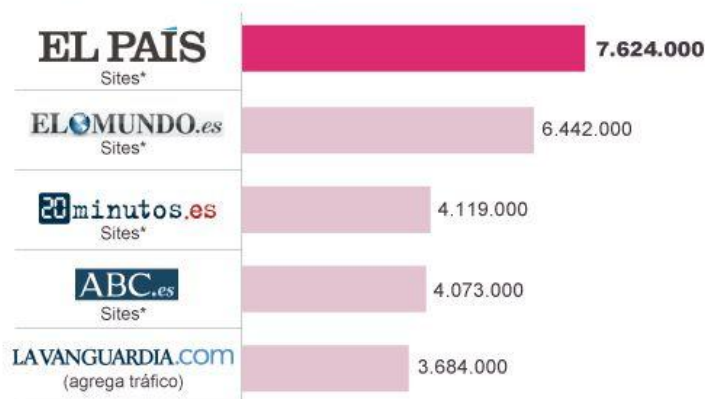 EL PAÍS
Sites*
7.624.000
ELMUNDO.es
Sites*
6.442.000
20minutos.es
Sites*
4.119.000
ABC.es
Sites*
4.073.000
LAVANGUARDIA.COM
(agrega tráfico)
3.684.000